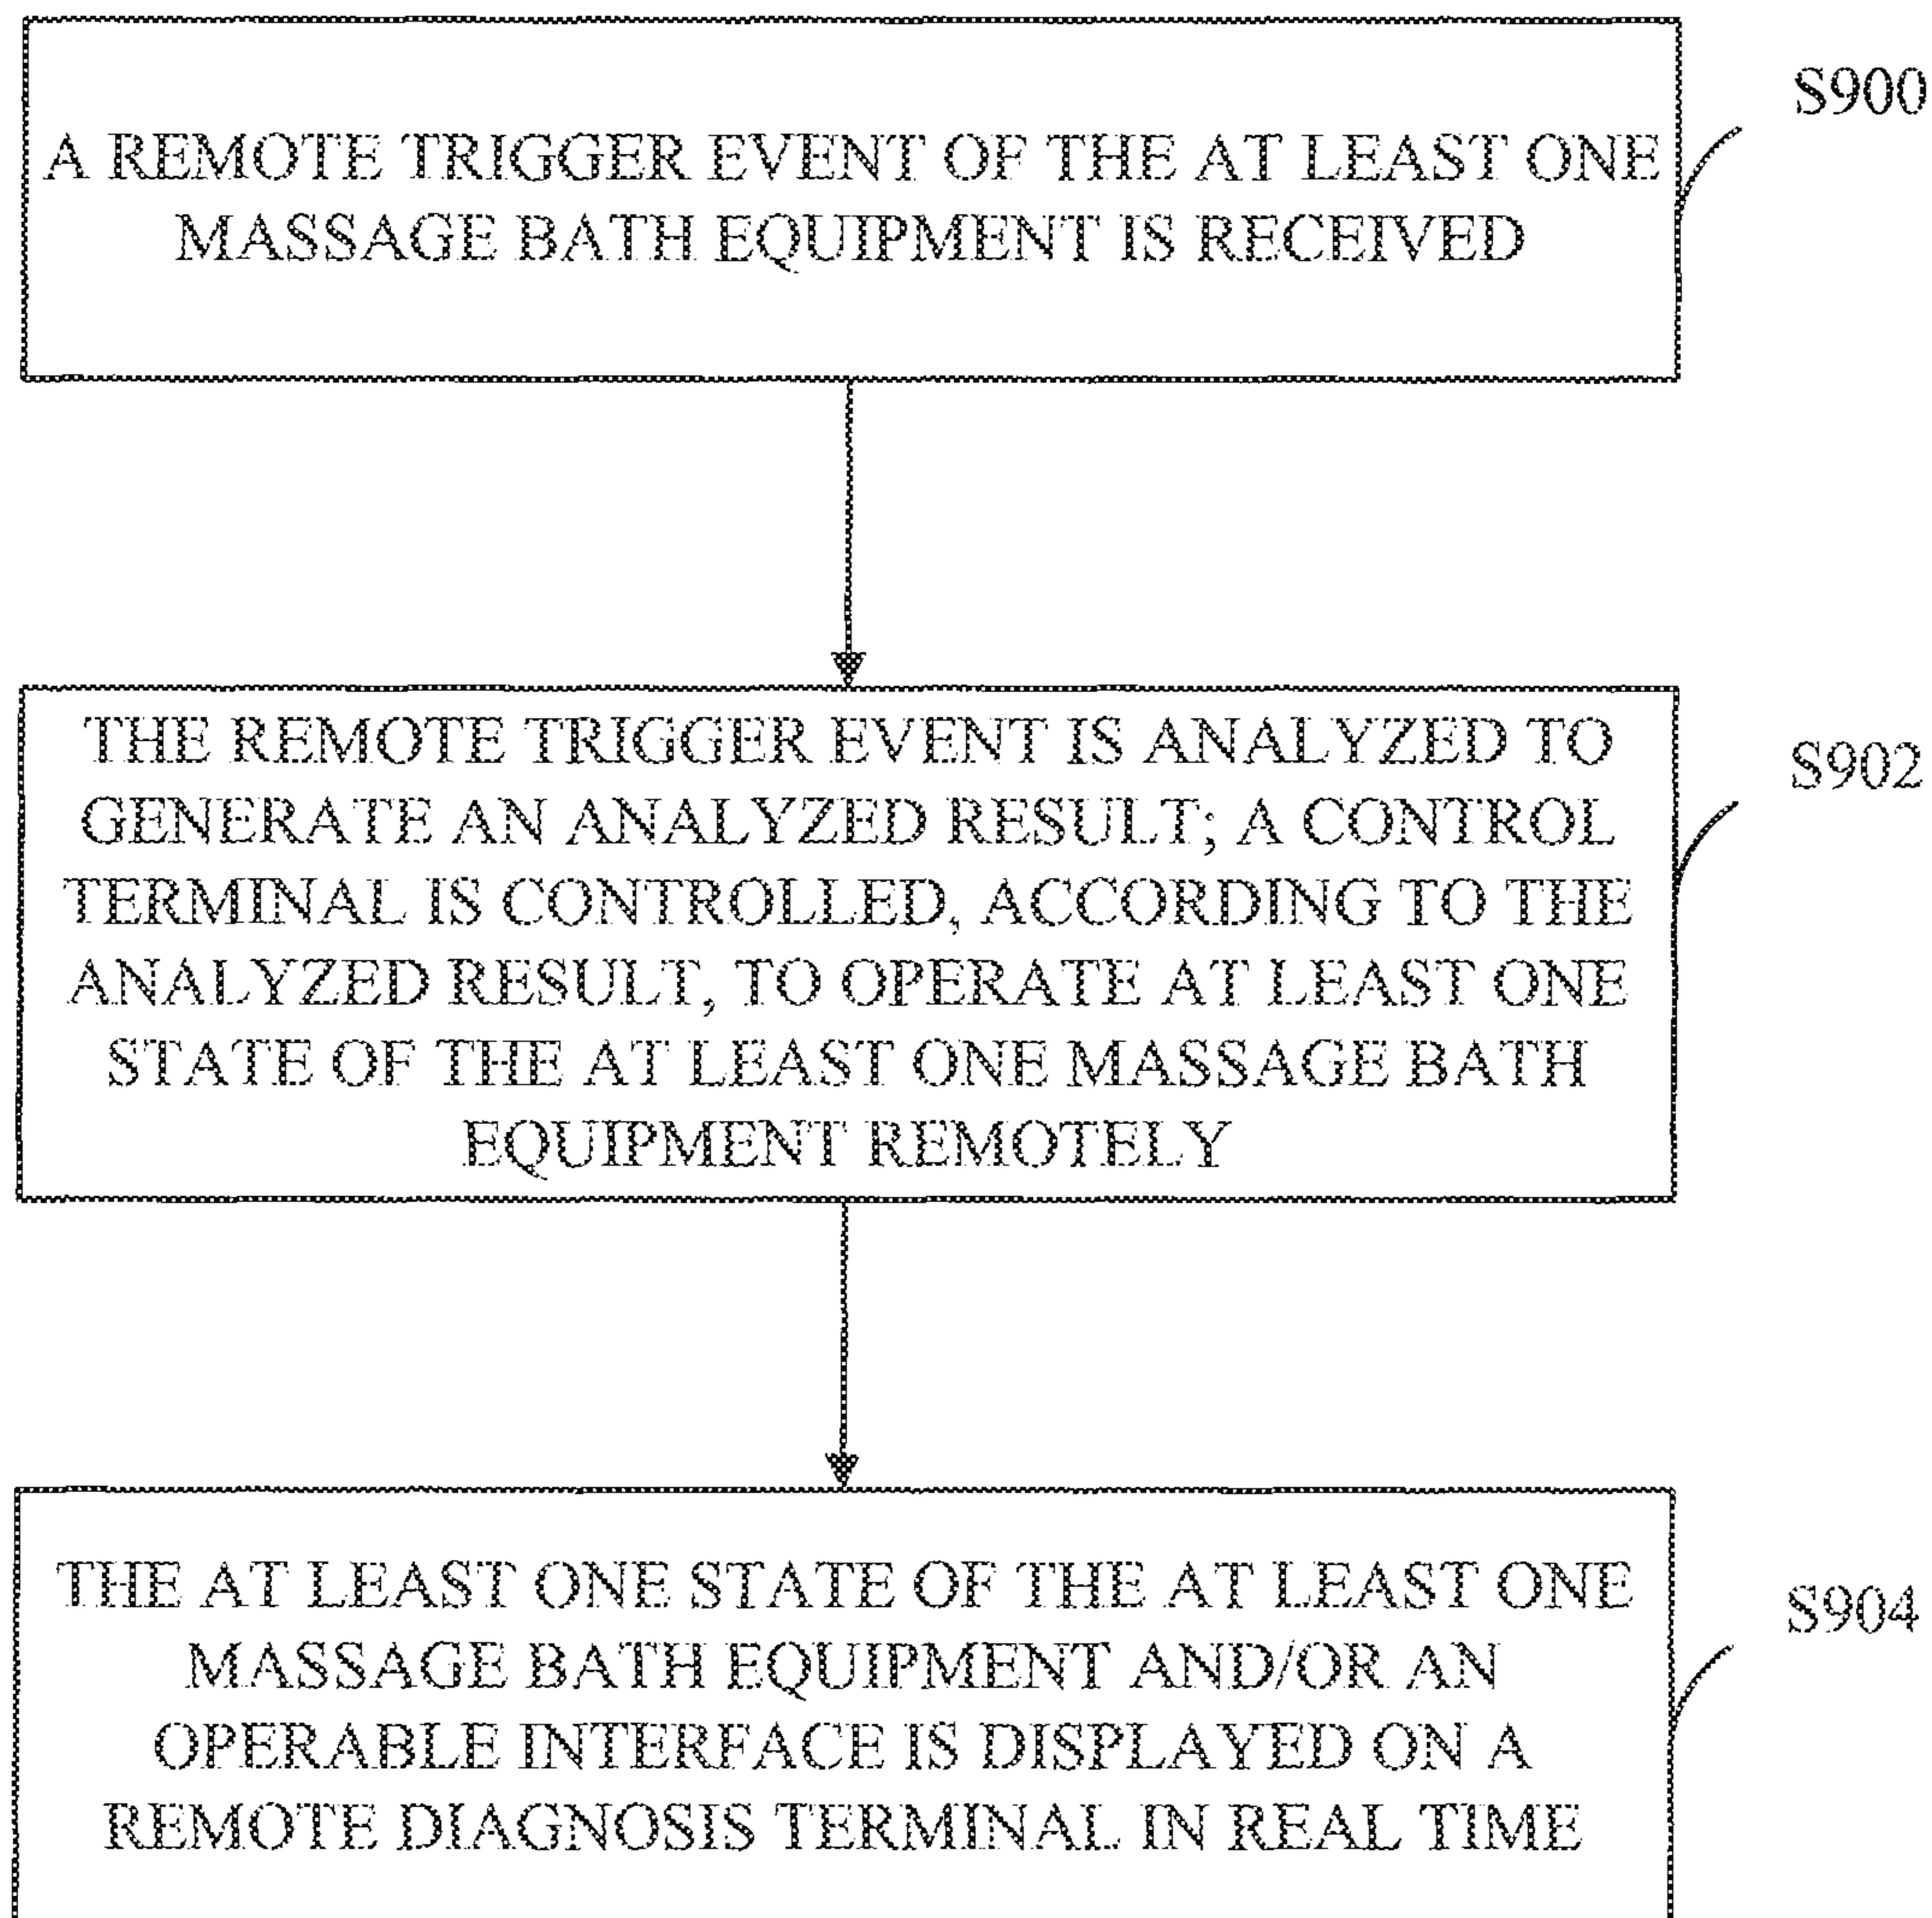 S900
A REMOTE TRIGGER EVENT OF THE AT LEAST ONE
MASSAGE BATH EQUIPMENT IS RECEIVED
THE REMOTE TRIGGER EVENT IS ANALYZED TO
S902
GENERATE AN ANALYZED RESULT; A CONTROL
TERMINAL IS CONTROLLED, ACCORDING TO THE
ANALYZED RESULT, TO OPERATE AT LEAST ONE
STATE OF THE AT LEAST ONE MASSAGE BATH
EQUIPMENT REMOTELY
THE AT LEAST ONE STATE OF THE AT LEAST ONE
S904
MASSAGE BATH EQUIPMENT AND/OR AN
OPERABLE INTERFACE IS DISPLAYED ON A
REMOTE DIAGNOSIS TERMINAL IN REAL TIME